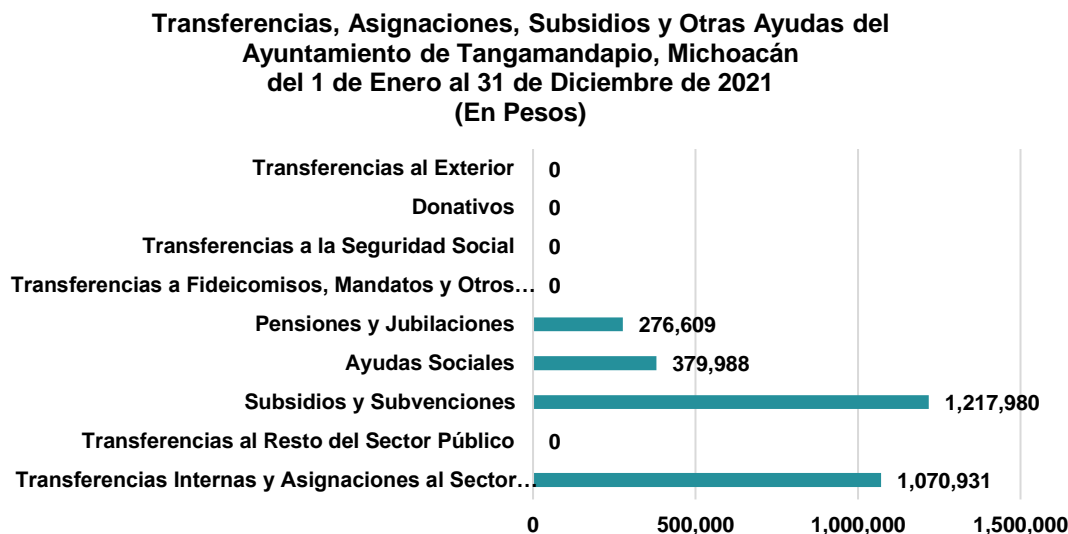 Transferencias, Asignaciones, Subsidios y Otras Ayudas del
Ayuntamiento de Tangamandapio, Michoacán
del 1 de Enero al 31 de Diciembre de 2021
(En Pesos)
Transferencias al Exterior 0
Donativos 0
Transferencias a la Seguridad Social 0
Transferencias a Fideicomisos, Mandatos y Otros… 0
Pensiones y Jubilaciones 276,609
Ayudas Sociales 379,988
Subsidios y Subvenciones 1,217,980
Transferencias al Resto del Sector Público 0
Transferencias Internas y Asignaciones al Sector… 1,070,931
0 500,000 1,000,000 1,500,000